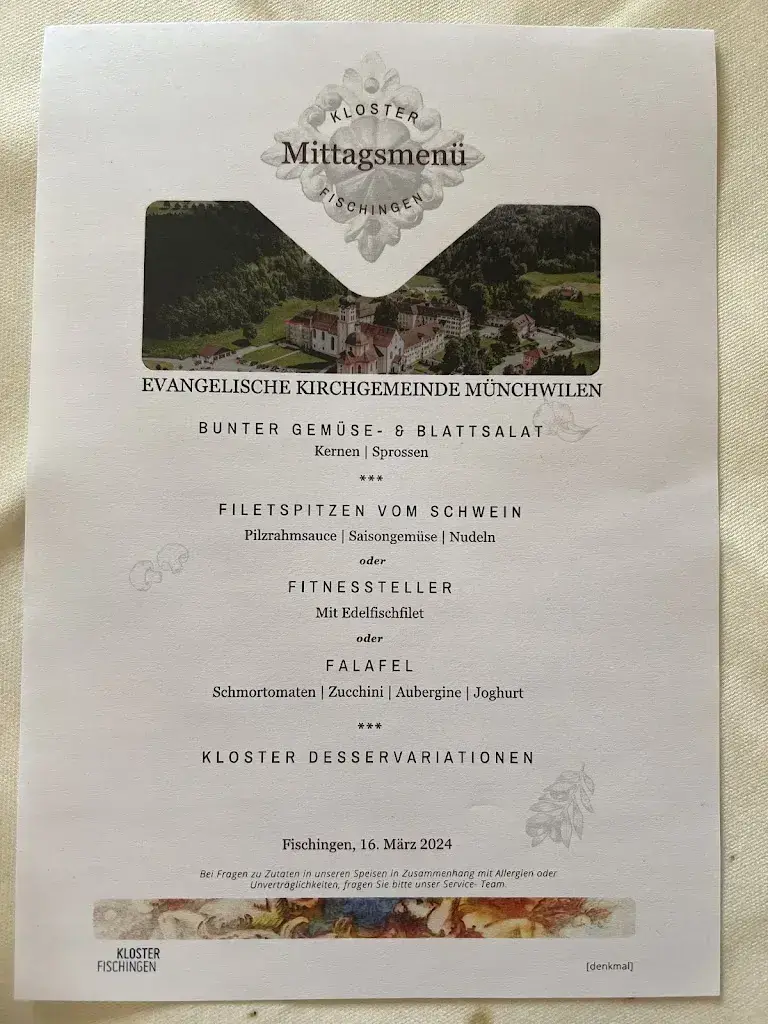 KLOSTER
Mittagsmenü
FISCHINGEN
EVANGELISCHE KIRCHGEMEINDE MÜNCHWILEN
BUNTER GEMÜSE- & BLATTSALAT
Kernen | Sprossen
***
FILETSPITZEN VOM SCHWEIN
Pilzrahmsauce | Saisongemüse | Nudeln
oder
FITNESSTELLER
Mit Edelfischfilet
oder
FALAFEL
Schmortomaten | Zucchini | Aubergine | Joghurt
***
KLOSTER DESSERVARIATIONEN
Fischingen, 16. März 2024
Bei Fragen zu Zutaten in unseren Speisen in Zusammenhang mit Allergien oder
Unverträglichkeiten, fragen Sie bitte unser Service- Team.
KLOSTER
FISCHINGEN
[denkmal]